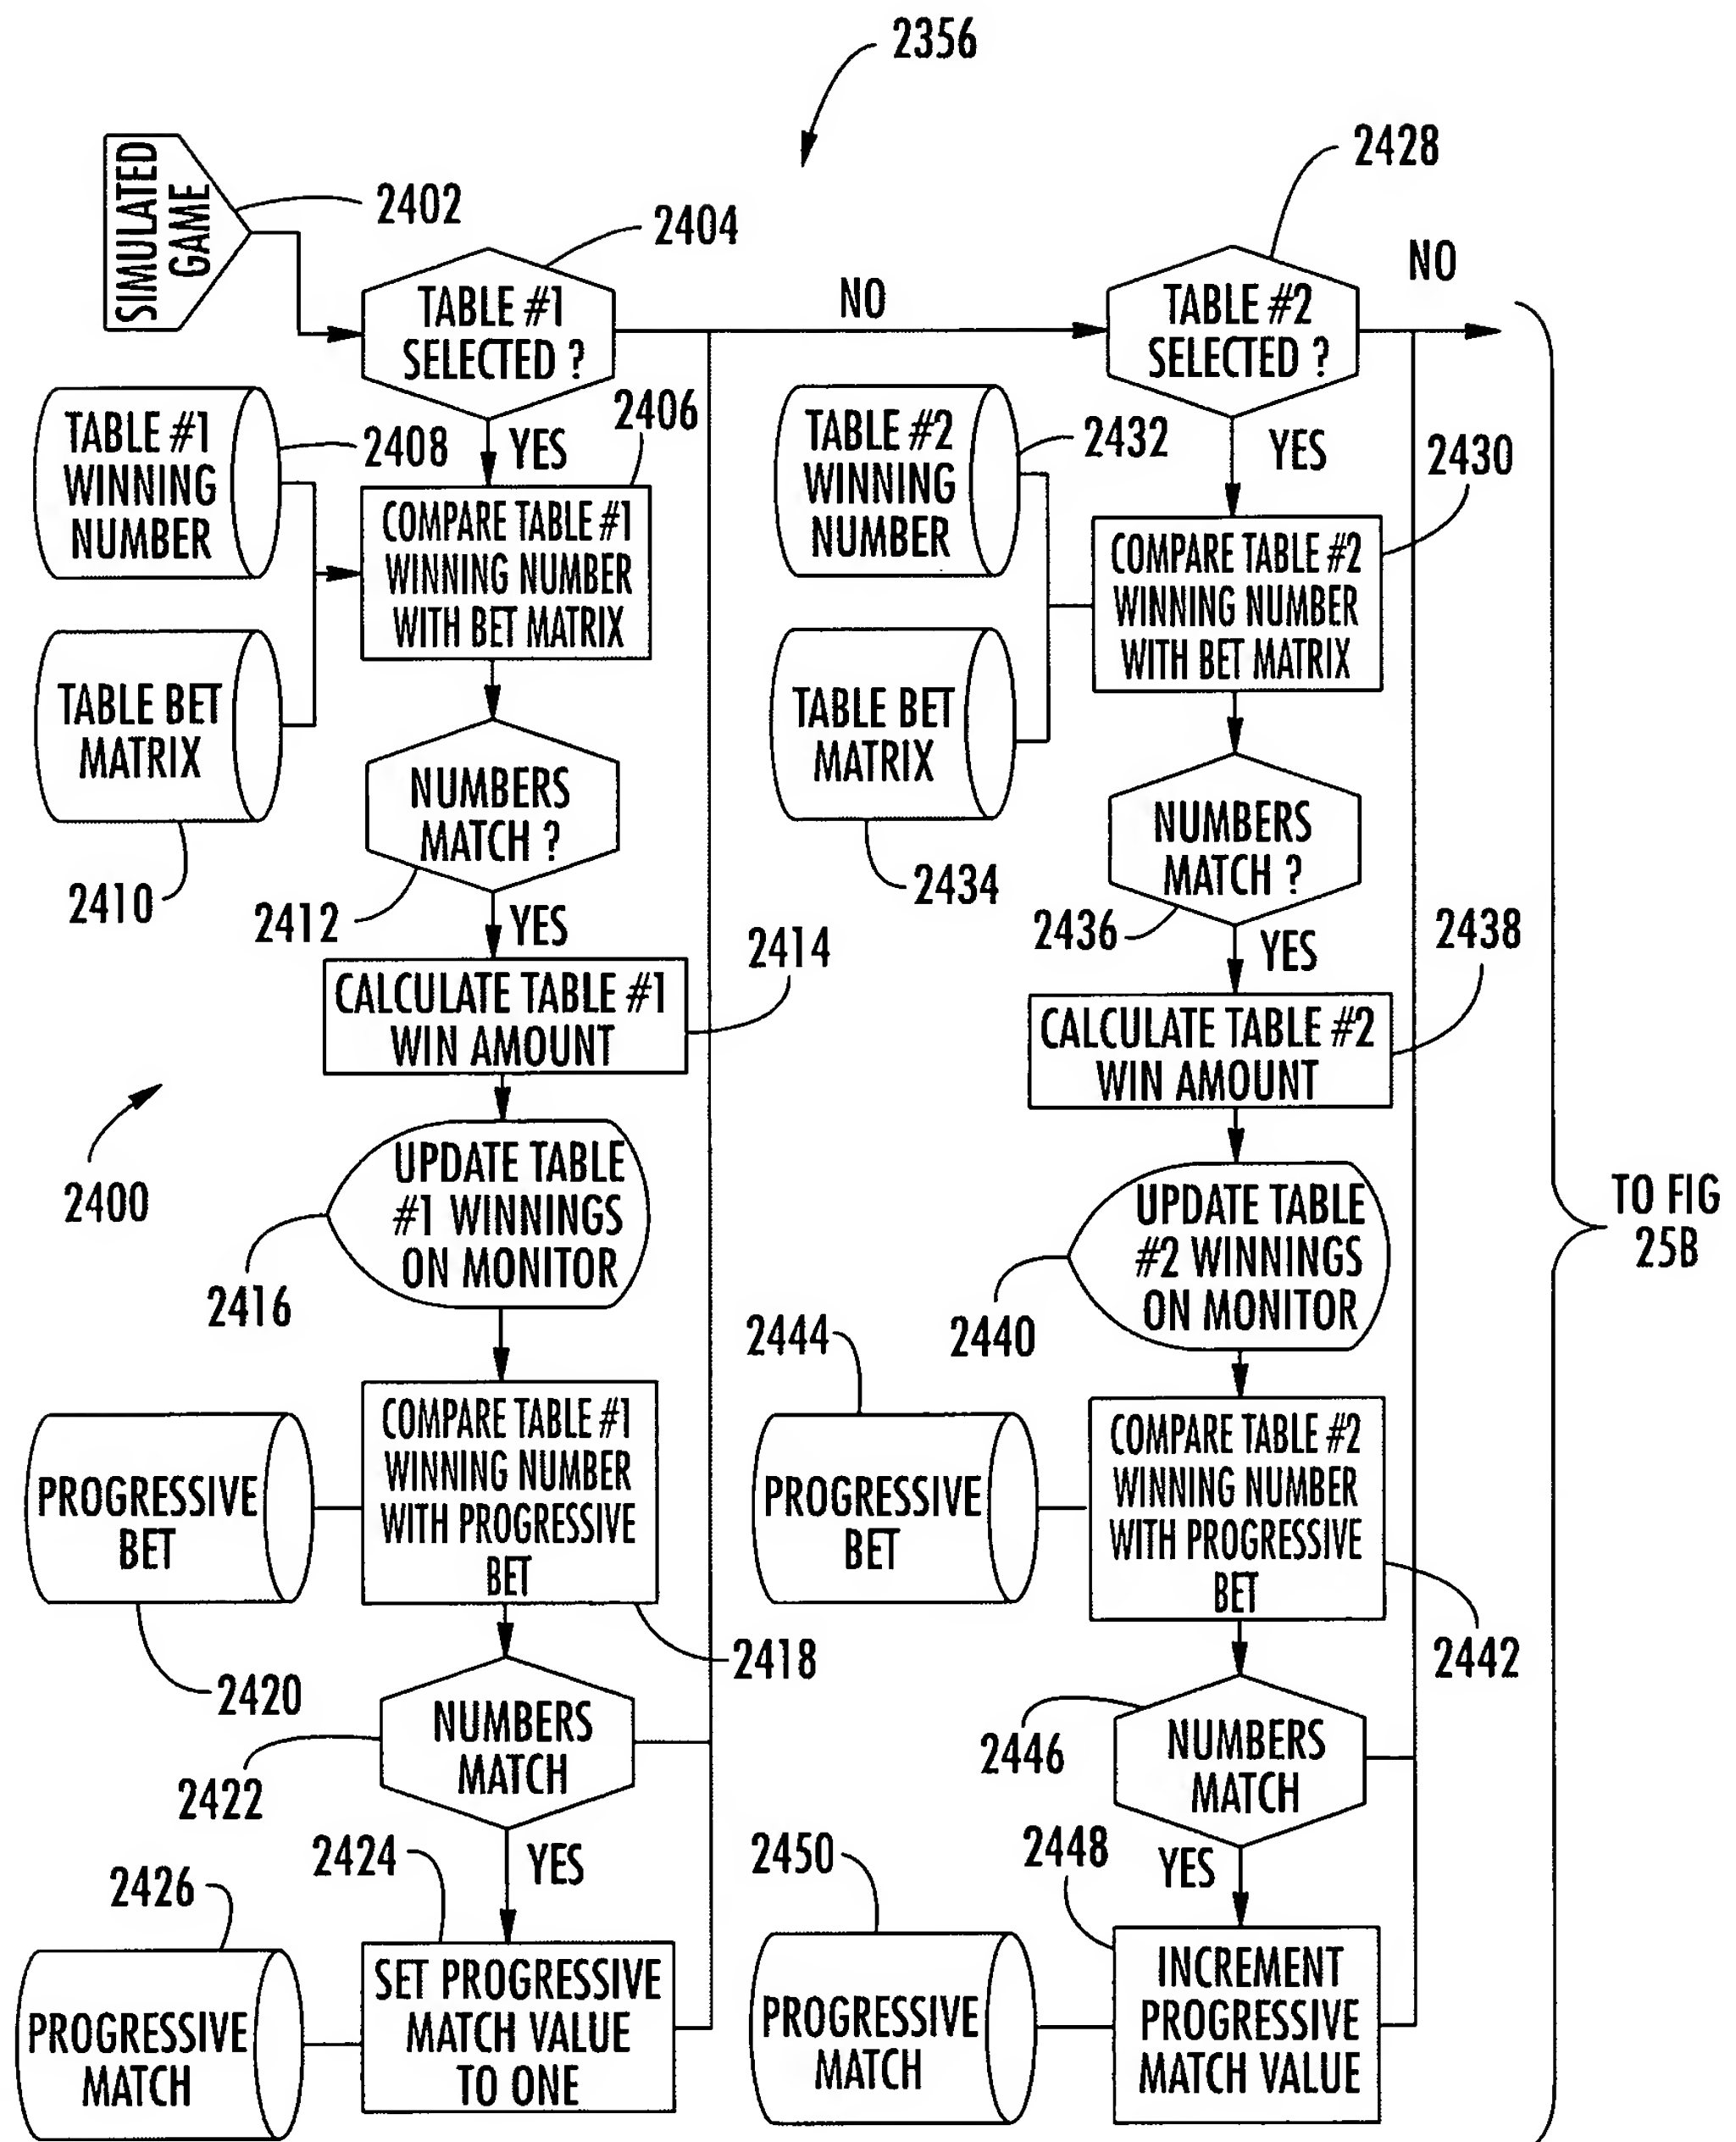 2356
SIMULATED
GAME
2402
2404
TABLE #1
SELECTED ?
NO
2428
TABLE #2
SELECTED ?
NO
TABLE #1
WINNING
NUMBER
2408
YES
2406
COMPARE TABLE #1
WINNING NUMBER
WITH BET MATRIX
TABLE BET
MATRIX
2410
NUMBERS
MATCH ?
2412
YES
CALCULATE TABLE #1
WIN AMOUNT
2414
2400
UPDATE TABLE
#1 WINNINGS
ON MONITOR
2416
COMPARE TABLE #1
WINNING NUMBER
WITH PROGRESSIVE
BET
2418
PROGRESSIVE
BET
2420
NUMBERS
MATCH
2422
YES
2424
SET PROGRESSIVE
MATCH VALUE
TO ONE
2426
PROGRESSIVE
MATCH
TABLE #2
WINNING
NUMBER
2432
YES
2430
COMPARE TABLE #2
WINNING NUMBER
WITH BET MATRIX
TABLE BET
MATRIX
2434
NUMBERS
MATCH ?
2436
YES
2438
CALCULATE TABLE #2
WIN AMOUNT
UPDATE TABLE
#2 WINNINGS
ON MONITOR
2440
2444
PROGRESSIVE
BET
COMPARE TABLE #2
WINNING NUMBER
WITH PROGRESSIVE
BET
2442
2446
NUMBERS
MATCH
YES
2448
2450
PROGRESSIVE
MATCH
INCREMENT
PROGRESSIVE
MATCH VALUE
TO FIG
25B